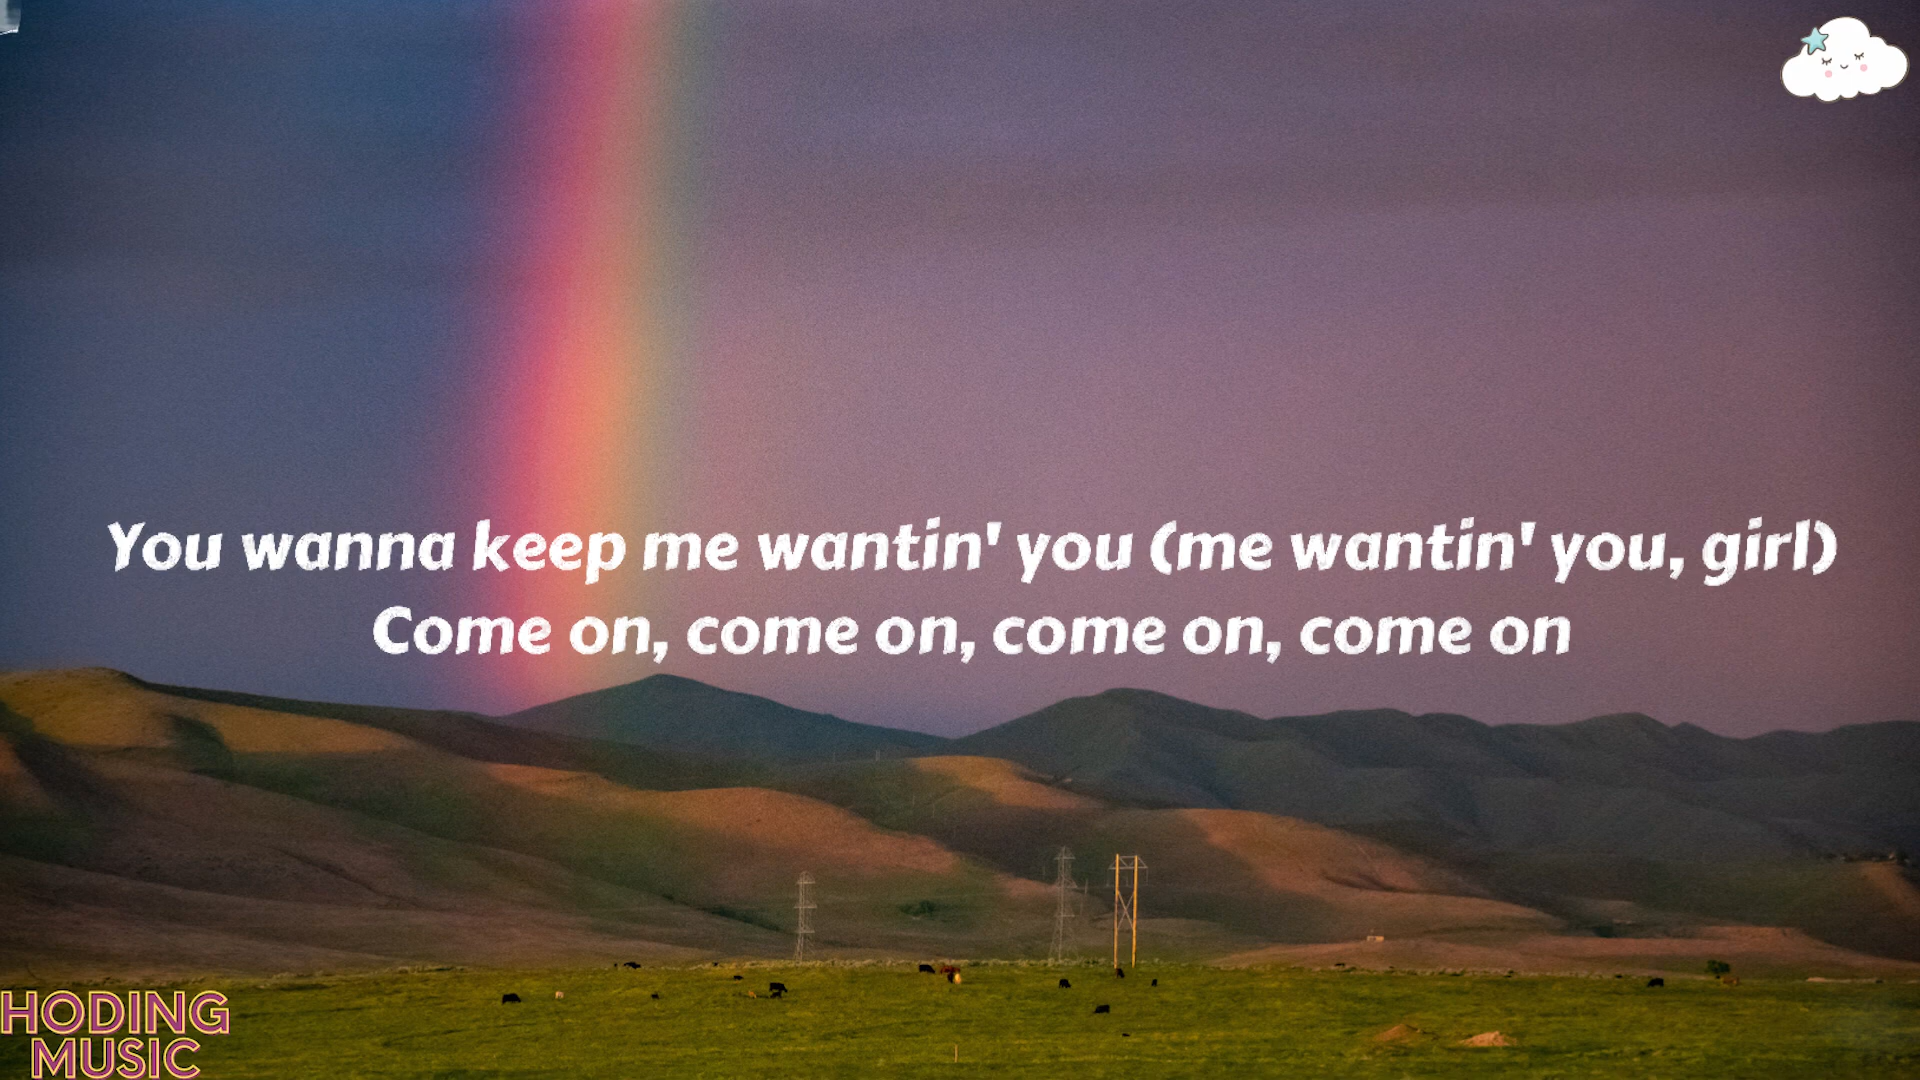 You wanna keep me wantin' you (me wantin' you, girl)
Come on, come on, come on, come on
HODING
MUSIC